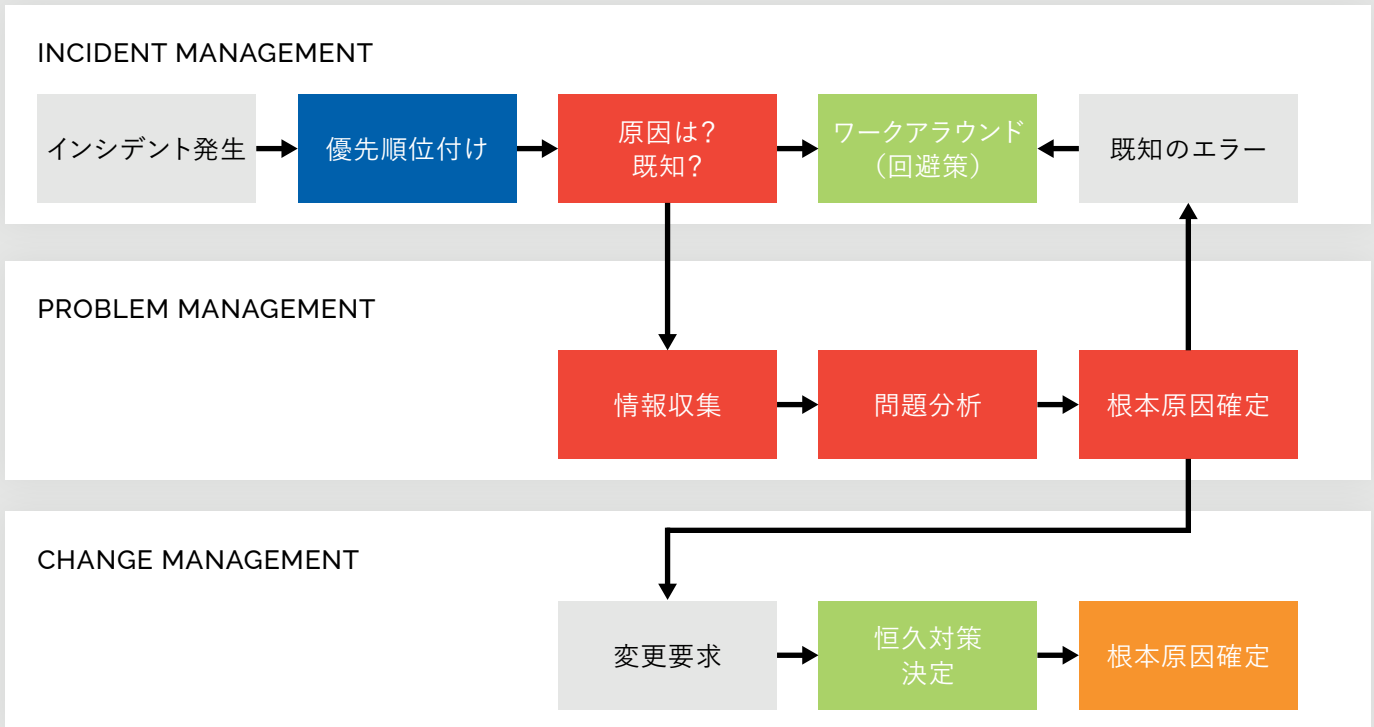 INCIDENT MANAGEMENT
インシデント発生
優先順位付け
原因は?
既知?
ワークアラウンド
（回避策）
既知のエラー
PROBLEM MANAGEMENT
情報収集
問題分析
根本原因確定
CHANGE MANAGEMENT
変更要求
恒久対策
決定
根本原因確定